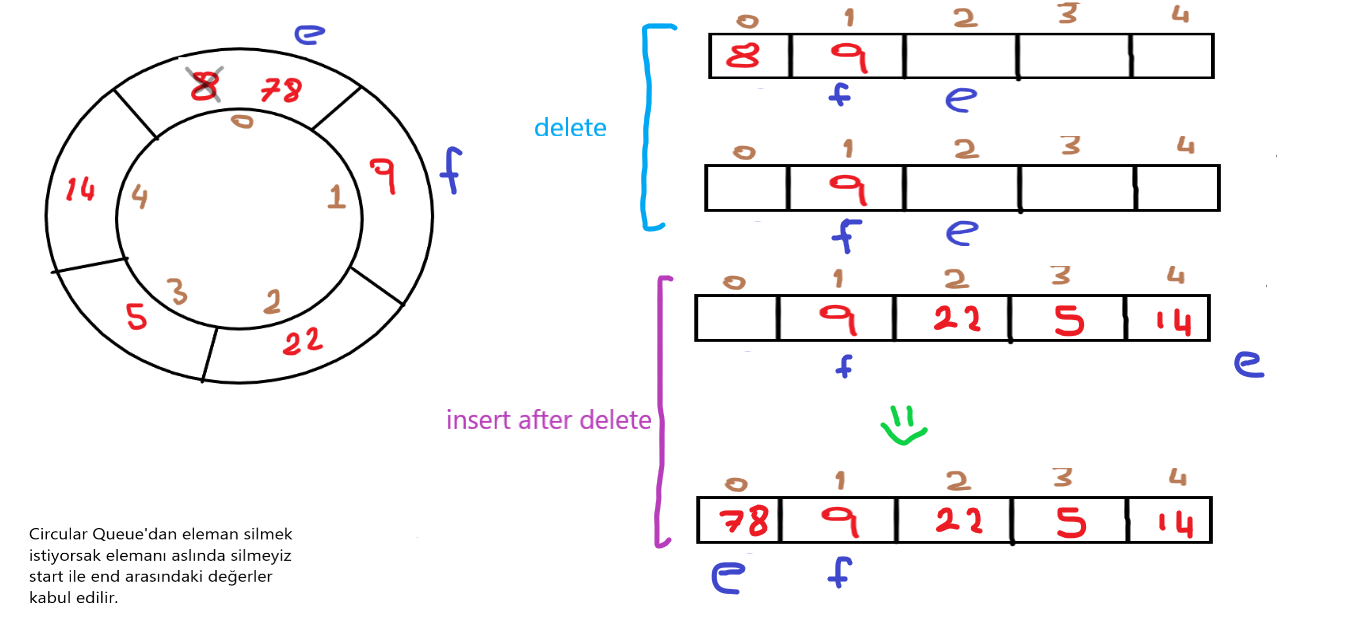 e
8 78
0
14 4 1 9 f
3 2
5 22
Circular Queue'dan eleman silmek
istiyorsak elemanı aslında silmeyiz
start ile end arasındaki değerler
kabul edilir.
delete
0 1 2 3 4
8 9
f e
0 1 2 3 4
9
f e
insert after delete
0 1 2 3 4
9 22 5 14
f e
0 1 2 3 4
78 9 22 5 14
e f